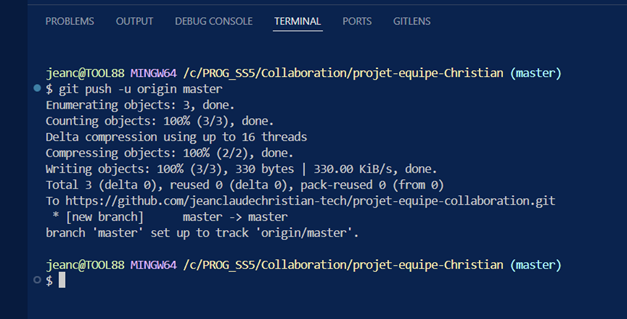 PROBLEMS OUTPUT DEBUG CONSOLE TERMINAL PORTS GITLENS
jeanc@TOOL88 MINGW64 /c/PROG_SS5/Collaboration/projet-equipe-Christian (master)
$ git push -u origin master
Enumerating objects: 3, done.
Counting objects: 100% (3/3), done.
Delta compression using up to 16 threads
Compressing objects: 100% (2/2), done.
Writing objects: 100% (3/3), 330 bytes | 330.00 KiB/s, done.
Total 3 (delta 0), reused 0 (delta 0), pack-reused 0 (from 0)
To https://github.com/jeanclaudechristian-tech/projet-equipe-collaboration.git
 * [new branch]      master -> master
branch 'master' set up to track 'origin/master'.
jeanc@TOOL88 MINGW64 /c/PROG_SS5/Collaboration/projet-equipe-Christian (master)
$